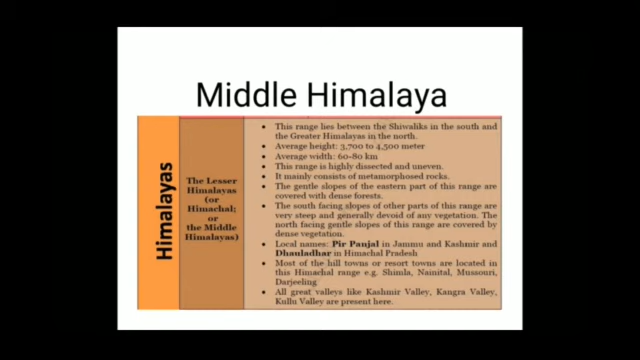 Middle Himalaya
Himalayas
The Lesser
Himalayas
(or
Himachal;
or
the Middle
Himalayas)
• This range lies between the Shiwaliks in the south and
the Greater Himalayas in the north.
• Average height: 3,700 to 4,500 meter
• Average width: 60-80 km
• This range is highly dissected and uneven.
• It mainly consists of metamorphosed rocks.
• The gentle slopes of the eastern part of this range are
covered with dense forests.
• The south facing slopes of other parts of this range are
very steep and generally devoid of any vegetation. The
north facing gentle slopes of this range are covered by
dense vegetation.
• Local names: Pir Panjal in Jammu and Kashmir and
Dhauladhar in Himachal Pradesh
• Most of the hill towns or resort towns are located in
this Himachal range e.g. Shimla, Nainital, Mussouri,
Darjeeling
• All great valleys like Kashmir Valley, Kangra Valley,
Kullu Valley are present here.